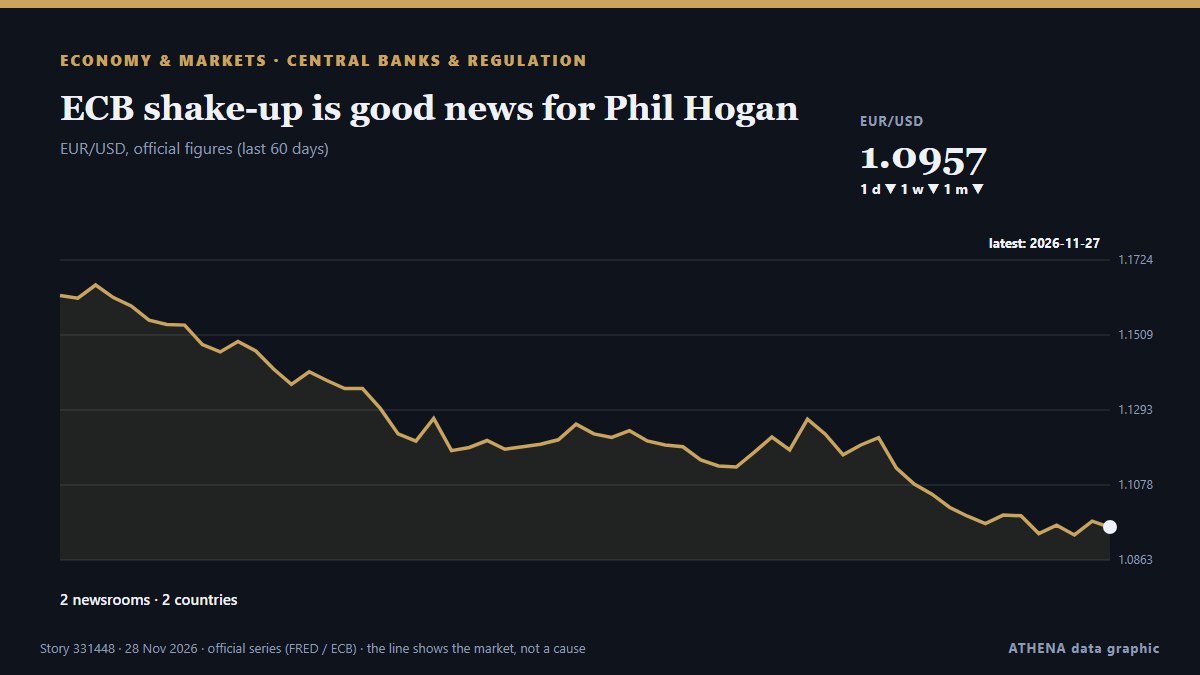 ECONOMY & MARKETS · CENTRAL BANKS & REGULATION
ECB shake-up is good news for Phil Hogan
EUR/USD, official figures (last 60 days)
EUR/USD
1.0957
1 d ▼ 1 w ▼ 1 m ▼
latest: 2026-11-27
1.1724
1.1509
1.1293
1.1078
1.0863
2 newsrooms · 2 countries
Story 331448 · 28 Nov 2026 · official series (FRED / ECB) · the line shows the market, not a cause
ATHENA data graphic